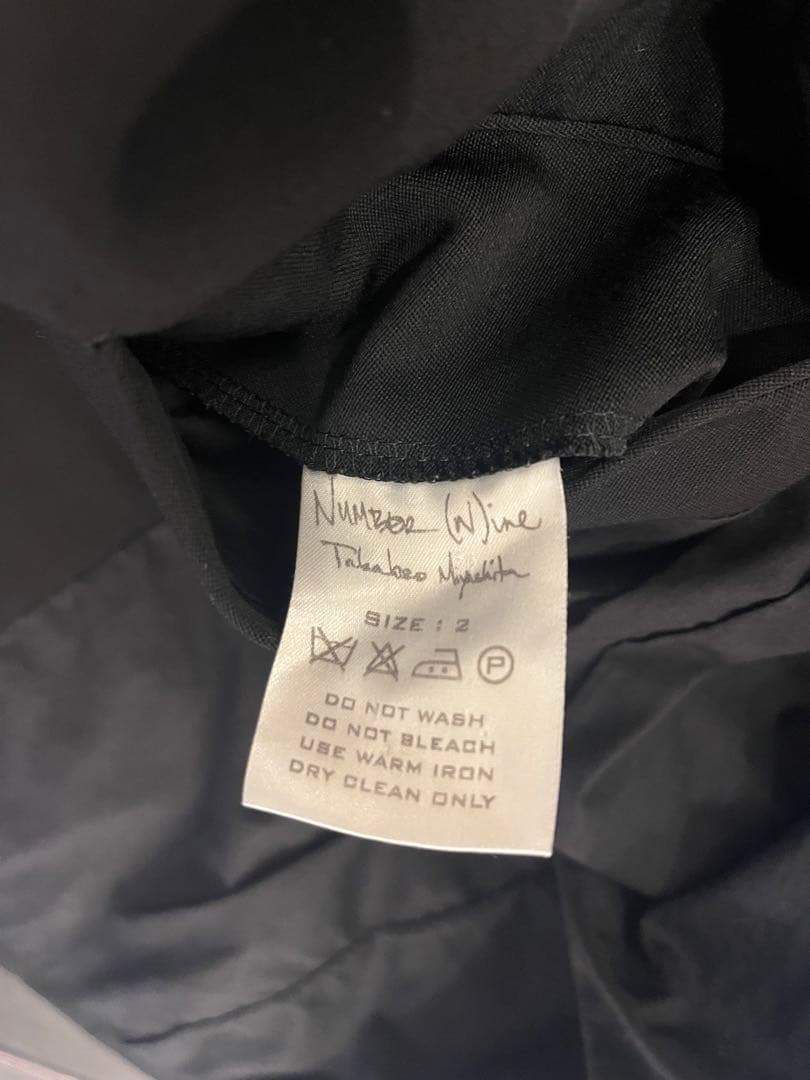 NUMBER (N)ine
Takahiro Miyashita
SIZE : 2
P
DO NOT WASH
DO NOT BLEACH
USE WARM IRON
DRY CLEAN ONLY